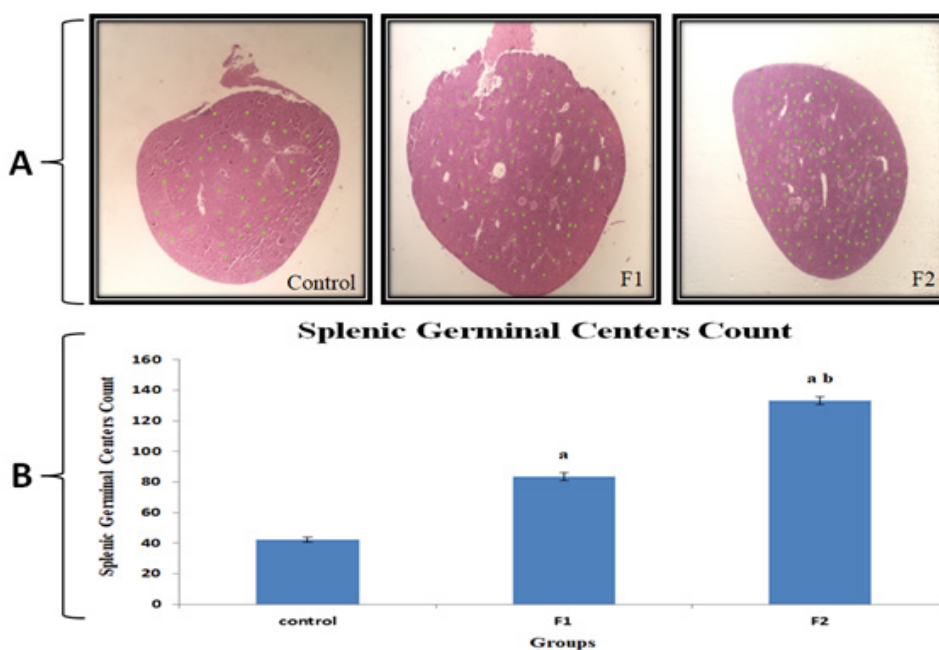 A
Control
F1
F2
B
Splenic Germinal Centers Count
Splenic Germinal Centers Count
160
140
120
100
80
60
40
20
0
a
a b
control
F1
F2
Groups